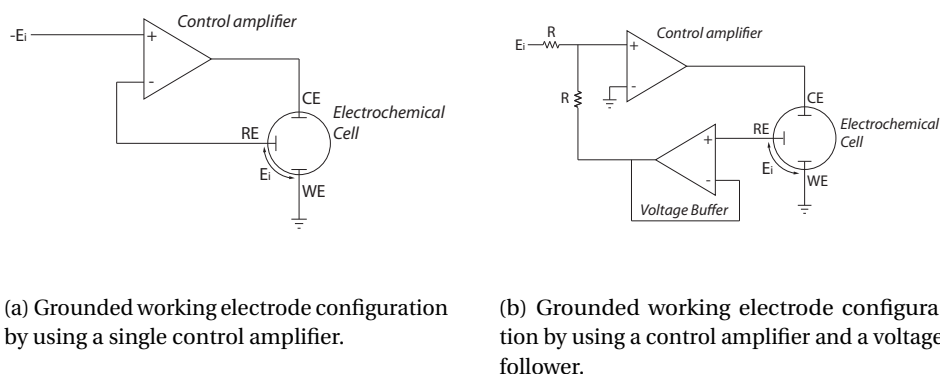 Control amplifier
-Ei
+
-
CE
Electrochemical
Cell
RE
Ei
WE
(a) Grounded working electrode configuration
by using a single control amplifier.
R
Control amplifier
Ei
+
-
R
CE
Electrochemical
Cell
RE
+
-
Ei
WE
Voltage Buffer
(b) Grounded working electrode configura-
tion by using a control amplifier and a voltage
follower.